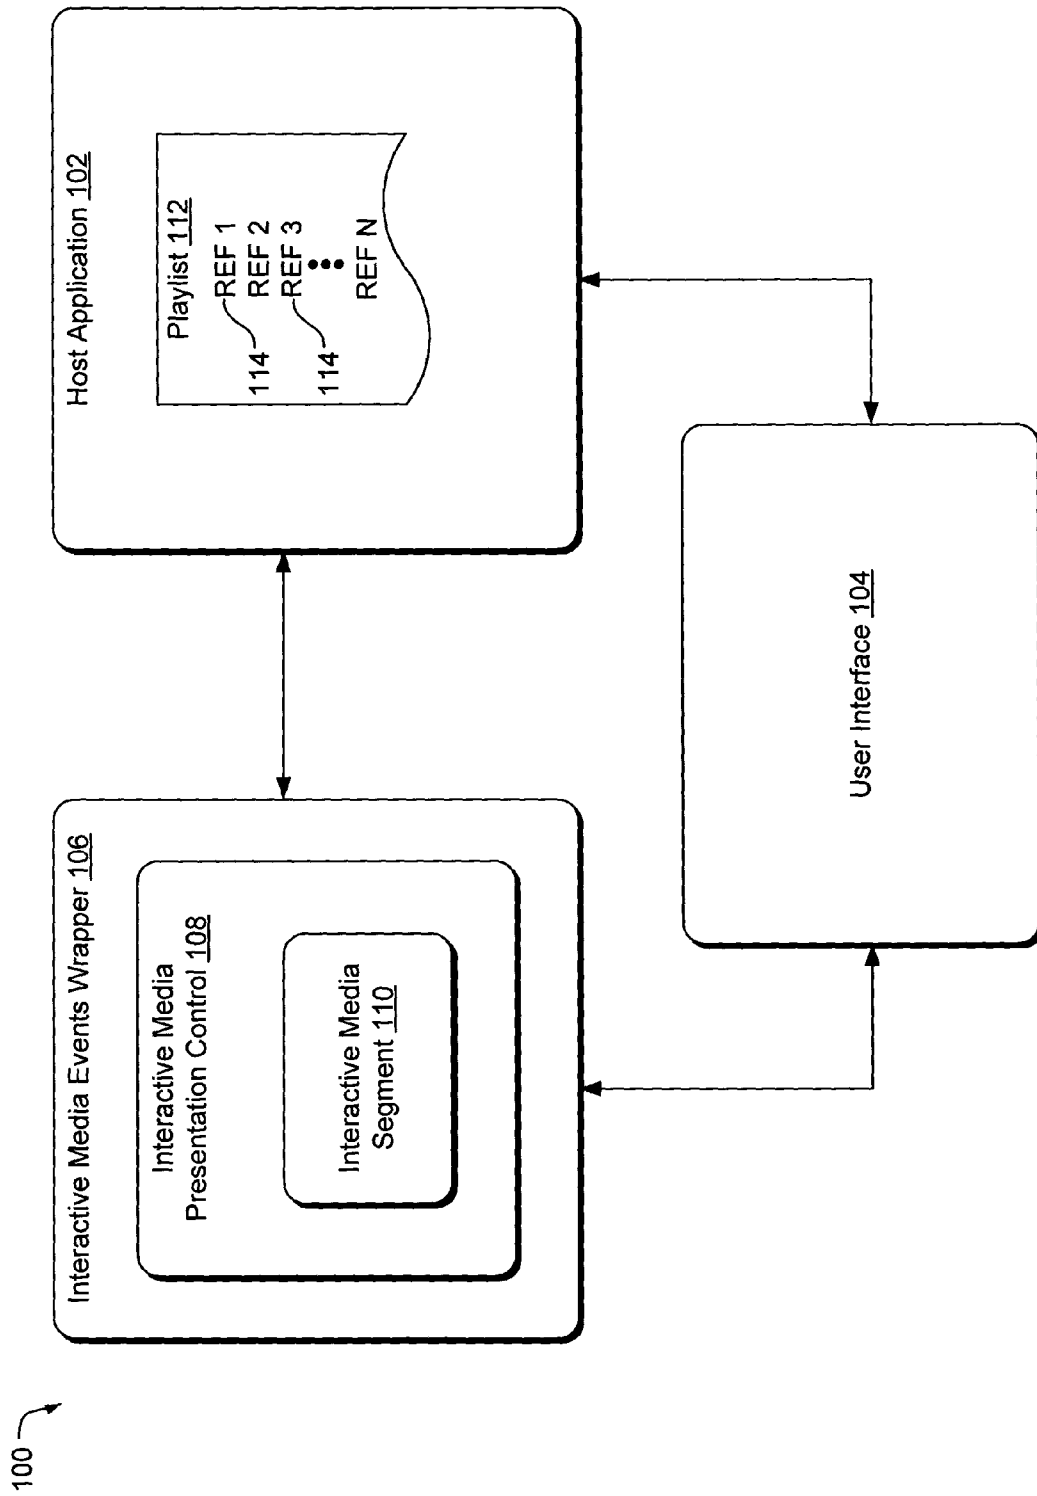 100
Interactive Media Events Wrapper 106
Interactive Media
Presentation Control 108
Interactive Media
Segment 110
Host Application 102
Playlist 112
114 REF 1
REF 2
114 REF 3
REF N
User Interface 104